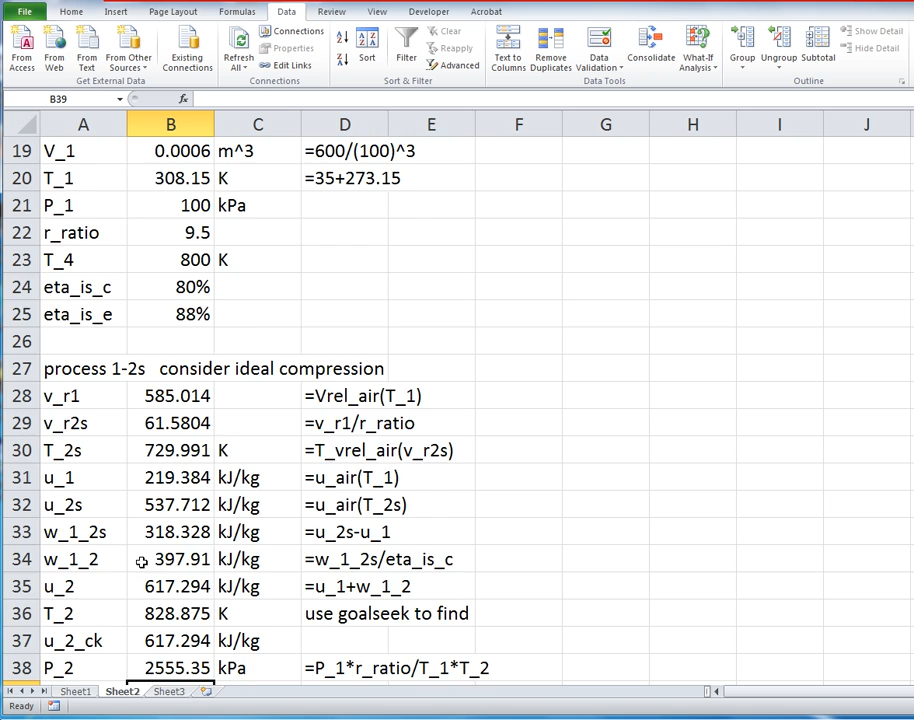 File Home Insert Page Layout Formulas Data Review View Developer Acrobat
From Access
From Web
From Text
From Other Sources
Existing Connections
Refresh All
Connections
Properties
Edit Links
Sort
Filter
Clear
Reapply
Advanced
Text to Columns
Remove Duplicates
Data Validation
Consolidate
What-If Analysis
Group
Ungroup
Subtotal
Show Detail
Hide Detail
Get External Data Connections Sort & Filter Data Tools Outline
B39 fx
A B C D E F G H I J
19 V_1 0.0006 m^3 =600/(100)^3
20 T_1 308.15 K =35+273.15
21 P_1 100 kPa
22 r_ratio 9.5
23 T_4 800 K
24 eta_is_c 80%
25 eta_is_e 88%
26
27 process 1-2s consider ideal compression
28 v_r1 585.014 =Vrel_air(T_1)
29 v_r2s 61.5804 =v_r1/r_ratio
30 T_2s 729.991 K =T_vrel_air(v_r2s)
31 u_1 219.384 kJ/kg =u_air(T_1)
32 u_2s 537.712 kJ/kg =u_air(T_2s)
33 w_1_2s 318.328 kJ/kg =u_2s-u_1
34 w_1_2 397.91 kJ/kg =w_1_2s/eta_is_c
35 u_2 617.294 kJ/kg =u_1+w_1_2
36 T_2 828.875 K use goalseek to find
37 u_2_ck 617.294 kJ/kg
38 P_2 2555.35 kPa =P_1*r_ratio/T_1*T_2
Sheet1 Sheet2 Sheet3
Ready